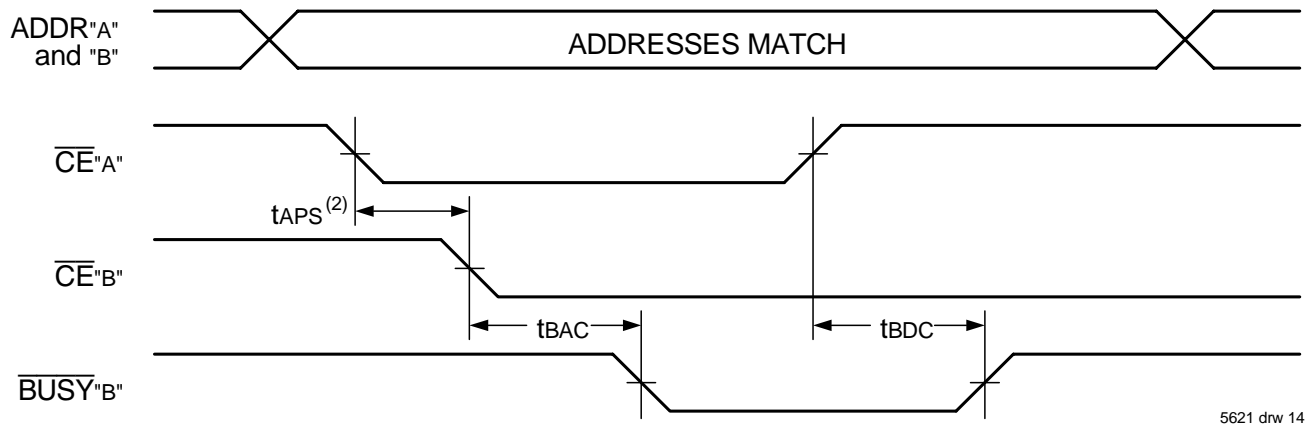 ADDR"A"
and "B"
ADDRESSES MATCH
CE"A"
tAPS(2)
CE"B"
tBAC
tBDC
BUSY"B"
5621 drw 14